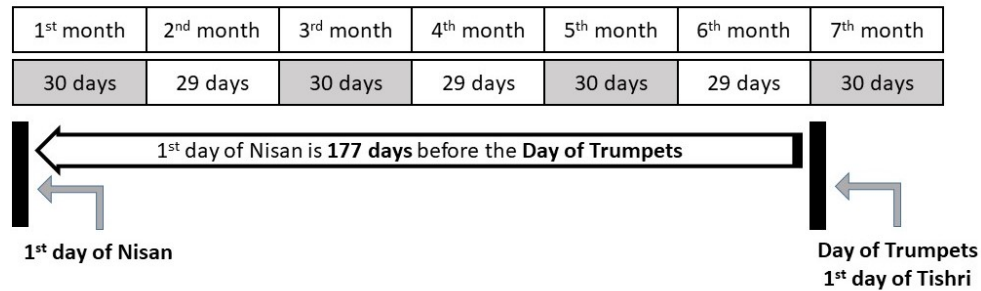 1st month 2nd month 3rd month 4th month 5th month 6th month 7th month
30 days 29 days 30 days 29 days 30 days 29 days 30 days
1st day of Nisan is 177 days before the Day of Trumpets
1st day of Nisan
Day of Trumpets
1st day of Tishri